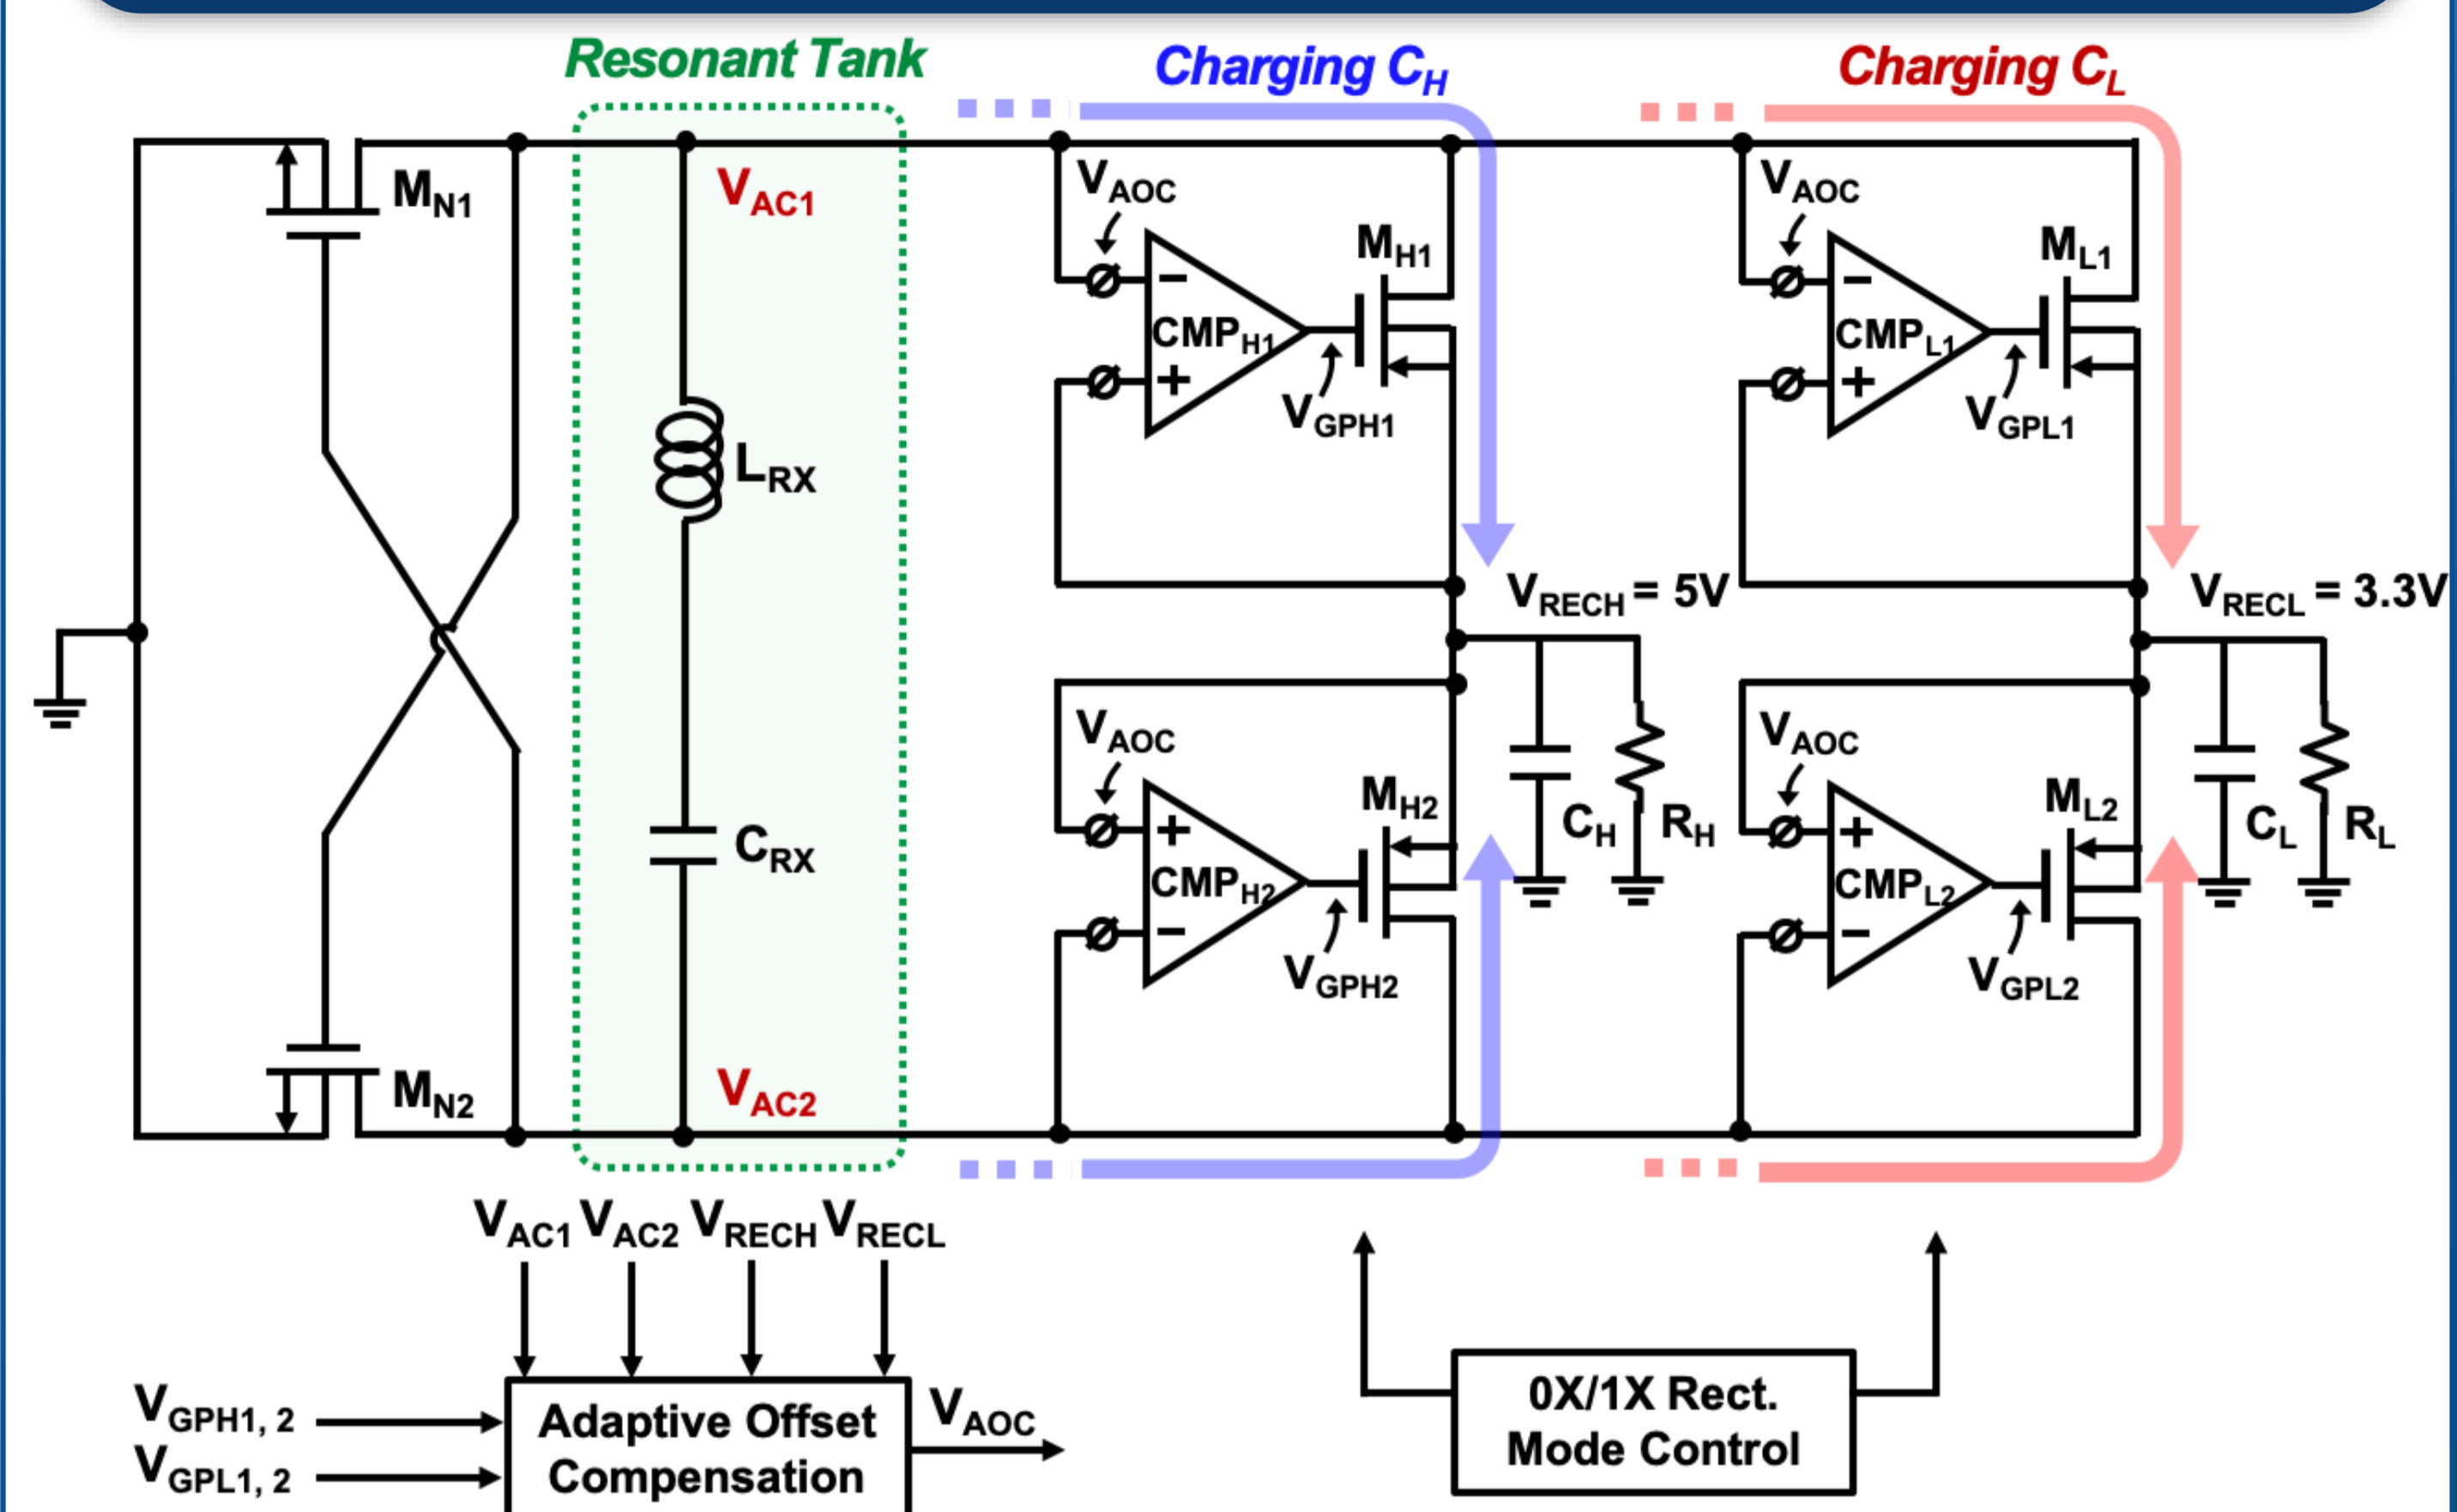 Resonant Tank
Charging CH
Charging CL
MN1
VAC1
VAOC
MH1
VAOC
ML1
−
CMPH1
+
VGPH1
−
CMPL1
+
VGPL1
LRX
VRECH = 5V
VRECL = 3.3V
VAOC
MH2
VAOC
ML2
+
CMPH2
−
VGPH2
+
CMPL2
−
VGPL2
CRX
CH
RH
CL
RL
MN2
VAC2
VAC1 VAC2 VRECH VRECL
VGPH1, 2
VGPL1, 2
Adaptive Offset
Compensation
VAOC
0X/1X Rect.
Mode Control